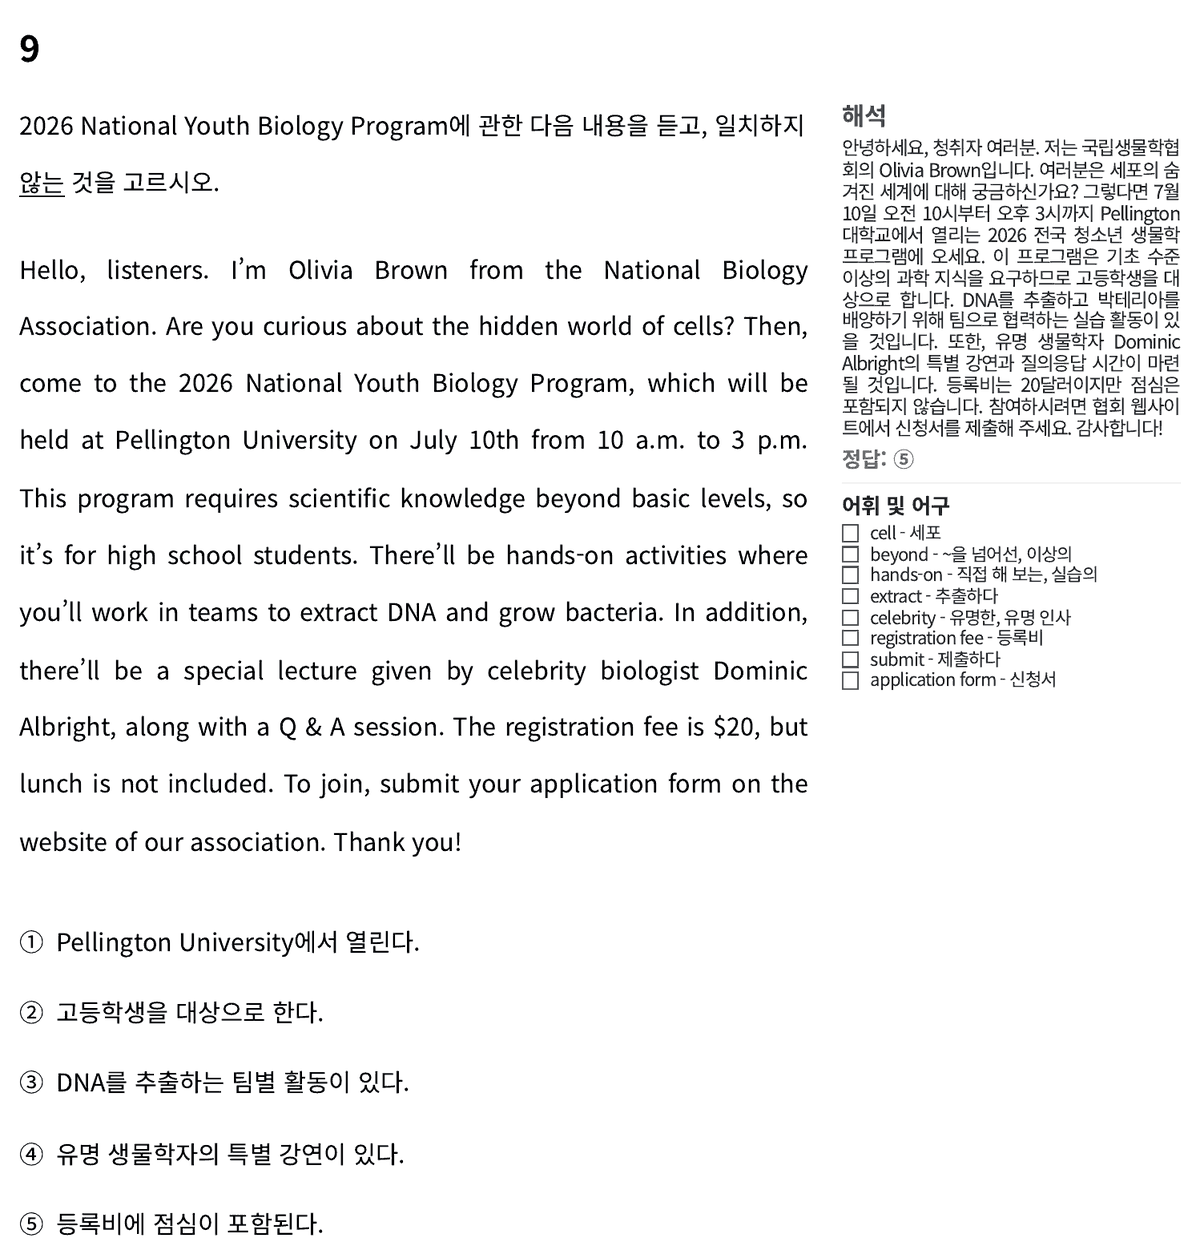 9
2026 National Youth Biology Program에 관한 다음 내용을 듣고, 일치하지
않는 것을 고르시오.
Hello, listeners. I’m Olivia Brown from the National Biology
Association. Are you curious about the hidden world of cells? Then,
come to the 2026 National Youth Biology Program, which will be
held at Pellington University on July 10th from 10 a.m. to 3 p.m.
This program requires scientific knowledge beyond basic levels, so
it’s for high school students. There’ll be hands-on activities where
you’ll work in teams to extract DNA and grow bacteria. In addition,
there’ll be a special lecture given by celebrity biologist Dominic
Albright, along with a Q & A session. The registration fee is $20, but
lunch is not included. To join, submit your application form on the
website of our association. Thank you!
① Pellington University에서 열린다.
② 고등학생을 대상으로 한다.
③ DNA를 추출하는 팀별 활동이 있다.
④ 유명 생물학자의 특별 강연이 있다.
⑤ 등록비에 점심이 포함된다.
해석
안녕하세요, 청취자 여러분. 저는 국립생물학협
회의 Olivia Brown입니다. 여러분은 세포의 숨
겨진 세계에 대해 궁금하신가요? 그렇다면 7월
10일 오전 10시부터 오후 3시까지 Pellington
대학교에서 열리는 2026 전국 청소년 생물학
프로그램에 오세요. 이 프로그램은 기초 수준
이상의 과학 지식을 요구하므로 고등학생을 대
상으로 합니다. DNA를 추출하고 박테리아를
배양하기 위해 팀으로 협력하는 실습 활동이 있
을 것입니다. 또한, 유명 생물학자 Dominic
Albright의 특별 강연과 질의응답 시간이 마련
될 것입니다. 등록비는 20달러이지만 점심은
포함되지 않습니다. 참여하시려면 협회 웹사이
트에서 신청서를 제출해 주세요. 감사합니다!
정답: ⑤
어휘 및 어구
□ cell - 세포
□ beyond - ~을 넘어선, 이상의
□ hands-on - 직접 해 보는, 실습의
□ extract - 추출하다
□ celebrity - 유명한, 유명 인사
□ registration fee - 등록비
□ submit - 제출하다
□ application form - 신청서